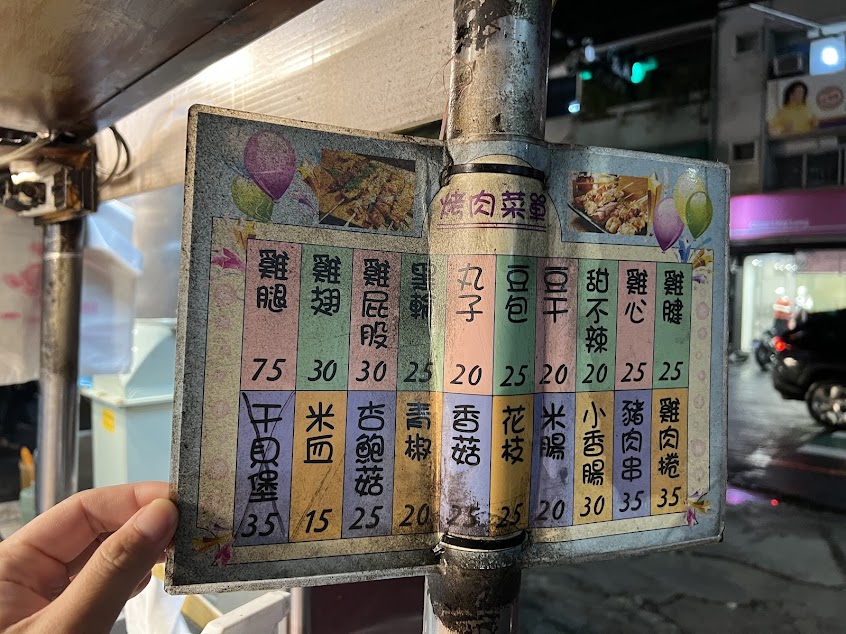 烤肉菜單
雞腿 75
雞翅 30
雞屁股 30
黑輪 25
丸子 20
豆包 25
豆干 20
甜不辣 20
雞心 25
雞腱 25
干貝堡 35
米血 15
杏鮑菇 25
青椒 20
香菇 25
花枝 25
米腸 20
小香腸 30
豬肉串 35
雞肉捲 35